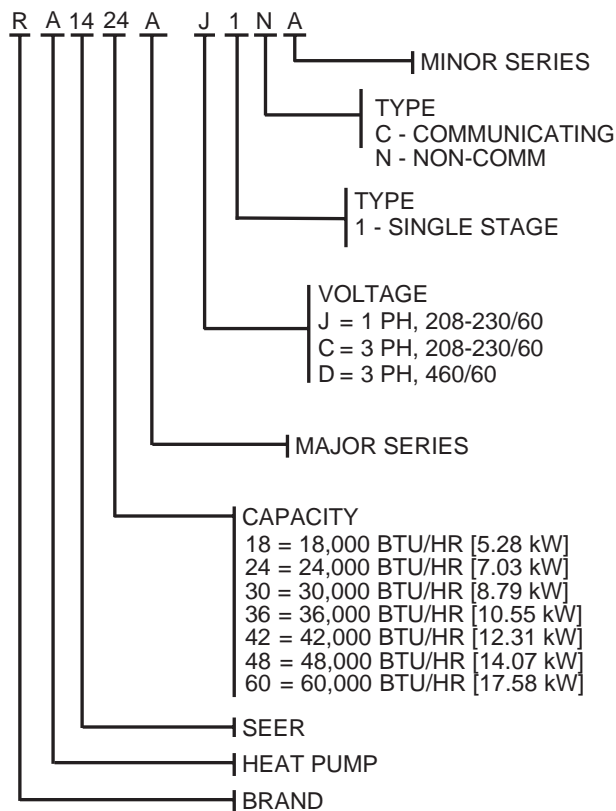 R A 14 24 A J 1 N A
MINOR SERIES
TYPE
C - COMMUNICATING
N - NON-COMM
TYPE
1 - SINGLE STAGE
VOLTAGE
J = 1 PH, 208-230/60
C = 3 PH, 208-230/60
D = 3 PH, 460/60
MAJOR SERIES
CAPACITY
18 = 18,000 BTU/HR [5.28 kW]
24 = 24,000 BTU/HR [7.03 kW]
30 = 30,000 BTU/HR [8.79 kW]
36 = 36,000 BTU/HR [10.55 kW]
42 = 42,000 BTU/HR [12.31 kW]
48 = 48,000 BTU/HR [14.07 kW]
60 = 60,000 BTU/HR [17.58 kW]
SEER
HEAT PUMP
BRAND